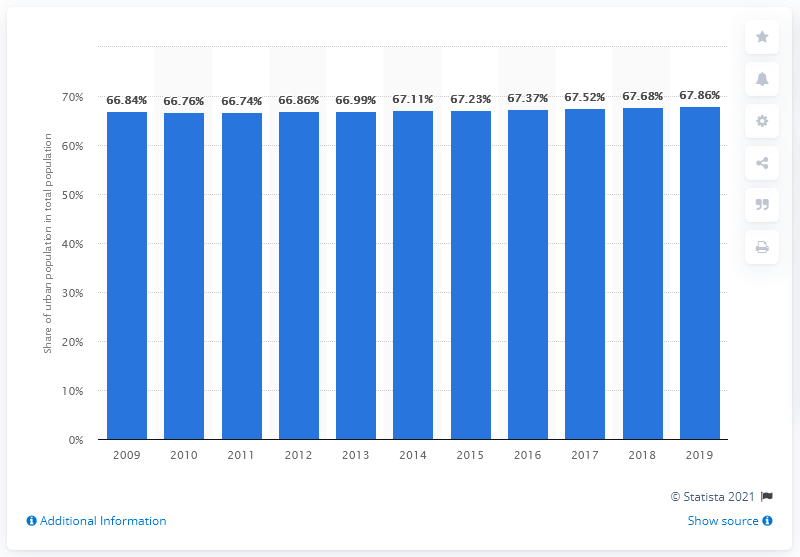 66.84% 66.76% 66.74% 66.86% 66.99% 67.11% 67.23% 67.37% 67.52% 67.68% 67.86%
70%
60%
50%
40%
30%
20%
10%
0%
Share of urban population in total population
2009 2010 2011 2012 2013 2014 2015 2016 2017 2018 2019
© Statista 2021
Additional Information Show source